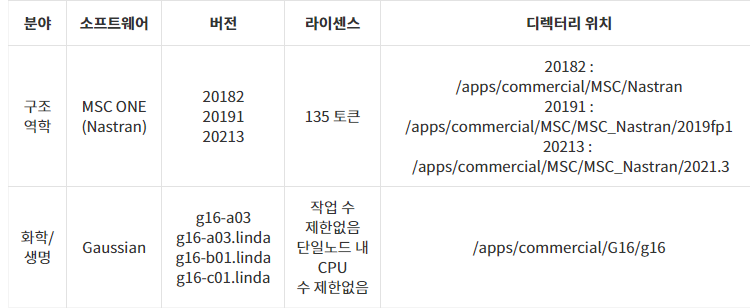 분야 소프트웨어 버전 라이센스 디렉터리 위치
구조
역학
MSC ONE
(Nastran)
20182
20191
20213
135 토큰
20182 :
/apps/commercial/MSC/Nastran
20191 :
/apps/commercial/MSC/MSC_Nastran/2019fp1
20213 :
/apps/commercial/MSC/MSC_Nastran/2021.3
화학/
생명
Gaussian
g16-a03
g16-a03.linda
g16-b01.linda
g16-c01.linda
작업 수
제한없음
단일노드 내
CPU
수 제한없음
/apps/commercial/G16/g16